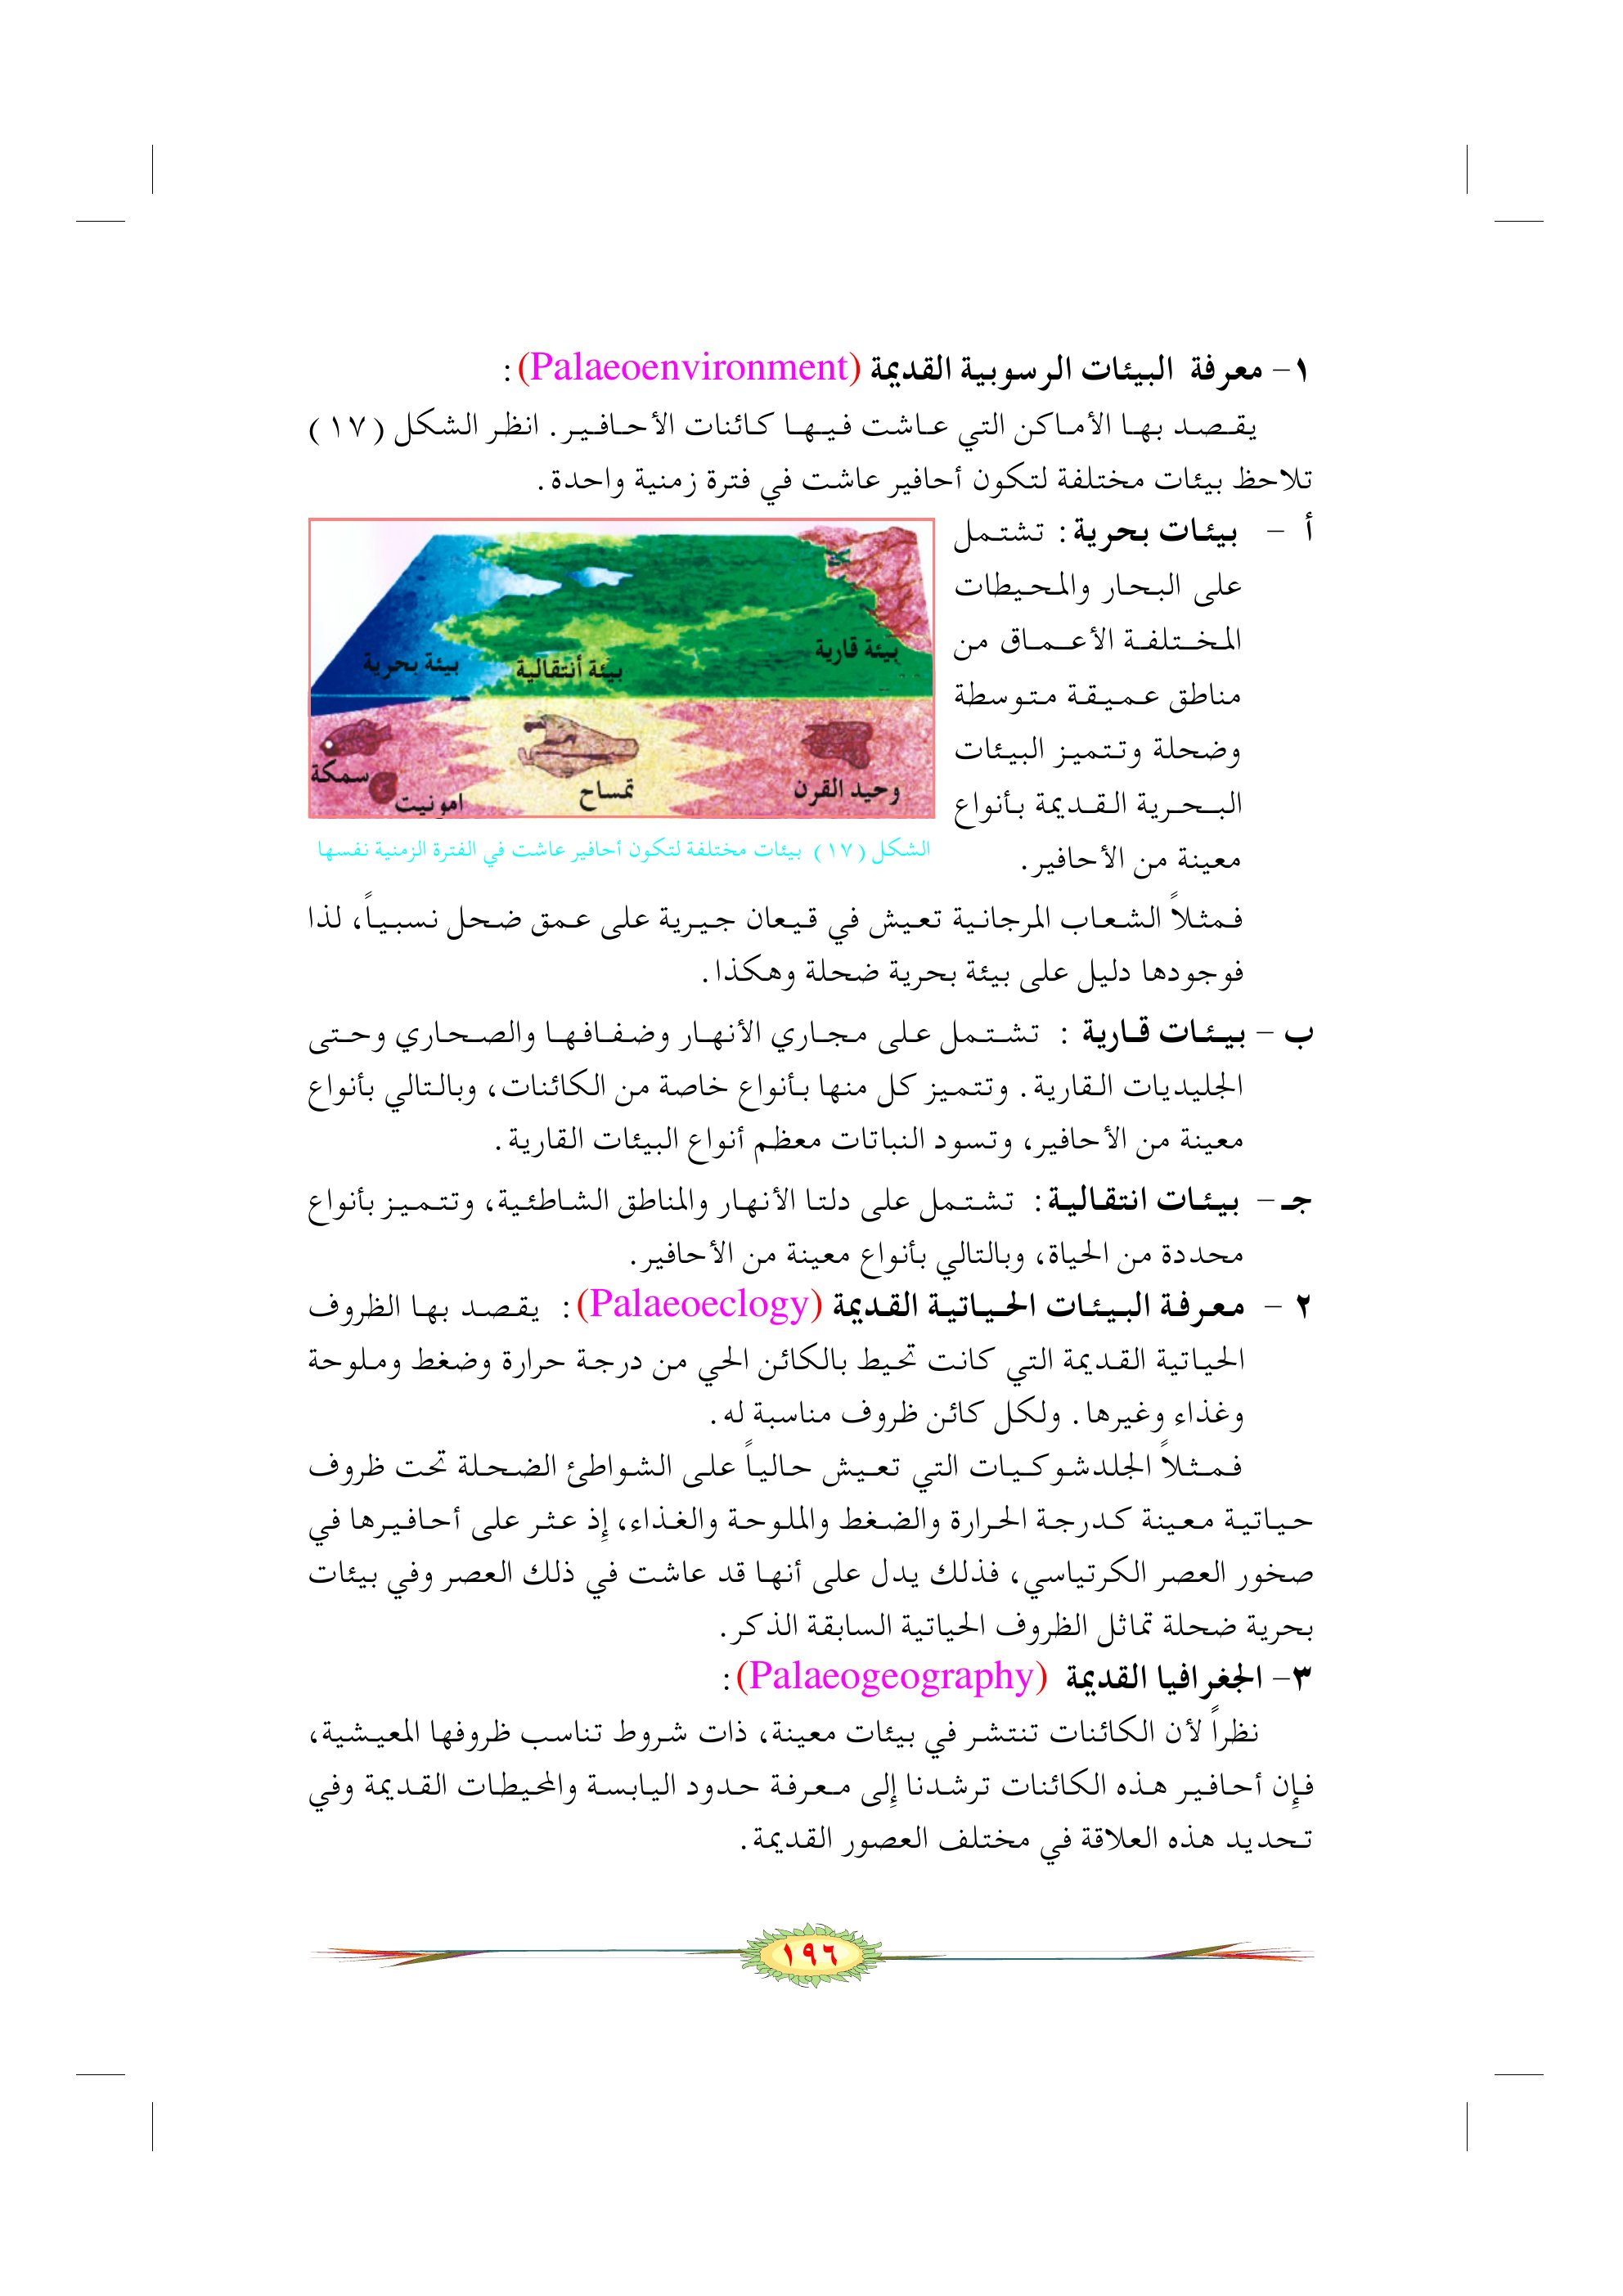 ١- معرفة البيئات الرسوبية القديمة (Palaeoenvironment):
يقصد بها الأماكن التي عاشت فيها كائنات الأحافير. انظر الشكل (١٧)
تلاحظ بيئات مختلفة لتكون أحافير عاشت في فترة زمنية واحدة.
أ - بيئات بحرية: تشتمل
على البحار والمحيطات
المختلفة الأعماق من
مناطق عميقة متوسطة
وضحلة وتتميز البيئات
البحرية القديمة بأنواع
معينة من الأحافير.
بيئة بحرية
بيئة أنتقالية
بيئة قارية
سمكة
امونيت
تمساح
وحيد القرن
الشكل (١٧) بيئات مختلفة لتكون أحافير عاشت في الفترة الزمنية نفسها
فمثلاً الشعاب المرجانية تعيش في قيعان جيرية على عمق ضحل نسبياً، لذا
فوجودها دليل على بيئة بحرية ضحلة وهكذا.
ب - بيئات قارية : تشتمل على مجاري الأنهار وضفافها والصحاري وحتى
الجليديات القارية. وتتميز كل منها بأنواع خاصة من الكائنات، وبالتالي بأنواع
معينة من الأحافير، وتسود النباتات معظم أنواع البيئات القارية.
جـ - بيئات انتقالية: تشتمل على دلتا الأنهار والمناطق الشاطئية، وتتميز بأنواع
محددة من الحياة، وبالتالي بأنواع معينة من الأحافير.
٢ - معرفة البيئات الحياتية القديمة (Palaeoeclogy): يقصد بها الظروف
الحياتية القديمة التي كانت تحيط بالكائن الحي من درجة حرارة وضغط وملوحة
وغذاء وغيرها. ولكل كائن ظروف مناسبة له.
فمثلاً الجلدشوكيات التي تعيش حالياً على الشواطئ الضحلة تحت ظروف
حياتية معينة كدرجة الحرارة والضغط والملوحة والغذاء، إذ عثر على أحافيرها في
صخور العصر الكرتياسي، فذلك يدل على أنها قد عاشت في ذلك العصر وفي بيئات
بحرية ضحلة تماثل الظروف الحياتية السابقة الذكر.
٣- الجغرافيا القديمة (Palaeogeography):
نظراً لأن الكائنات تنتشر في بيئات معينة، ذات شروط تناسب ظروفها المعيشية،
فإن أحافير هذه الكائنات ترشدنا إلى معرفة حدود اليابسة والمحيطات القديمة وفي
تحديد هذه العلاقة في مختلف العصور القديمة.
١٩٦